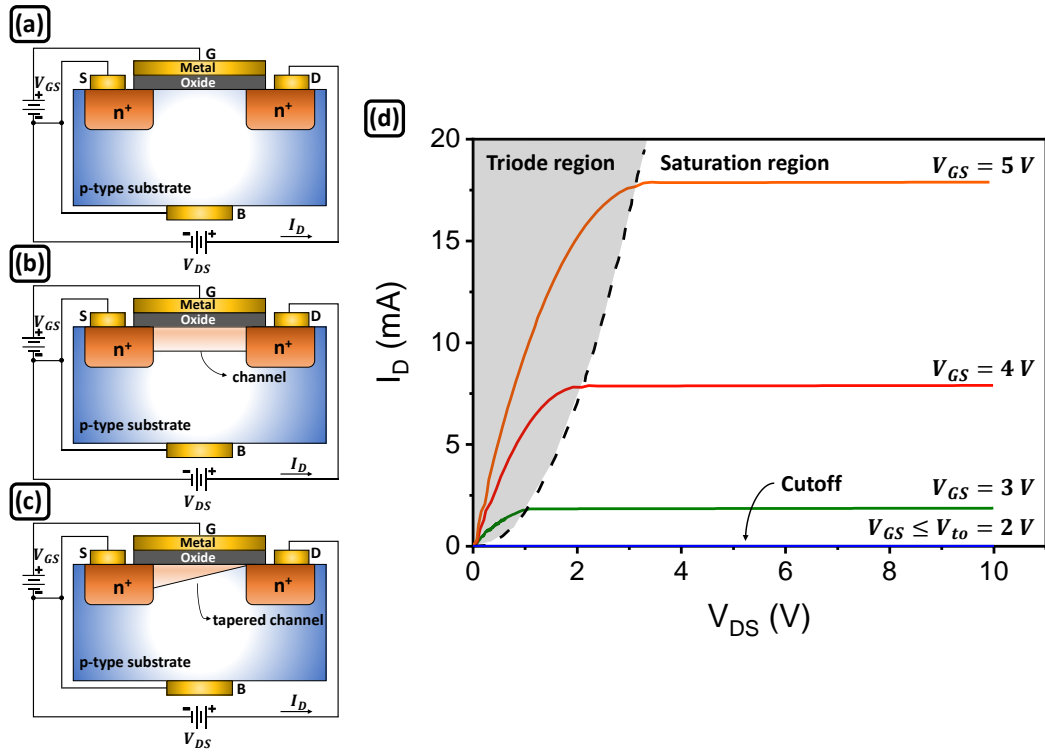 (a)
G
Metal
Oxide
S
D
V_GS
+
-
n+
n+
p-type substrate
B
I_D
- +
V_DS
(b)
G
Metal
Oxide
S
D
V_GS
+
-
n+
n+
channel
p-type substrate
B
I_D
- +
V_DS
(c)
G
Metal
Oxide
S
D
V_GS
+
-
n+
n+
tapered channel
p-type substrate
B
I_D
- +
V_DS
(d)
20
15
10
5
0
I_D (mA)
Triode region
Saturation region
V_GS = 5 V
V_GS = 4 V
Cutoff
V_GS = 3 V
V_GS ≤ V_to = 2 V
0 2 4 6 8 10
V_DS (V)